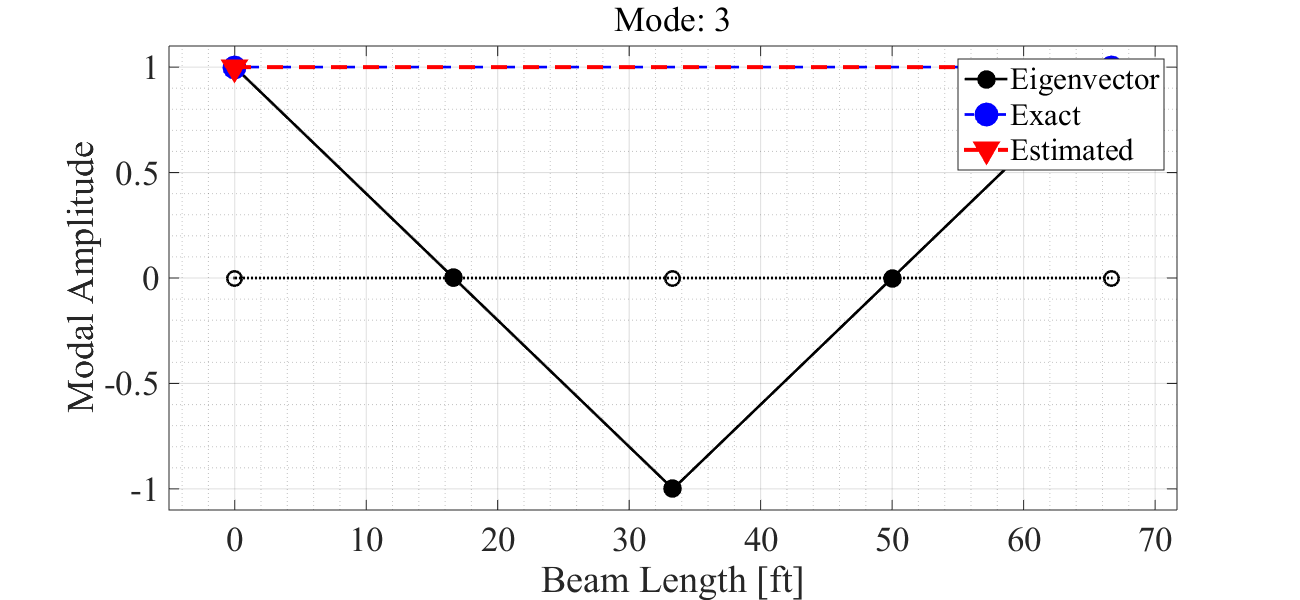 Mode: 3
1
0.5
0
-0.5
-1
Modal Amplitude
Eigenvector
Exact
Estimated
0 10 20 30 40 50 60 70
Beam Length [ft]